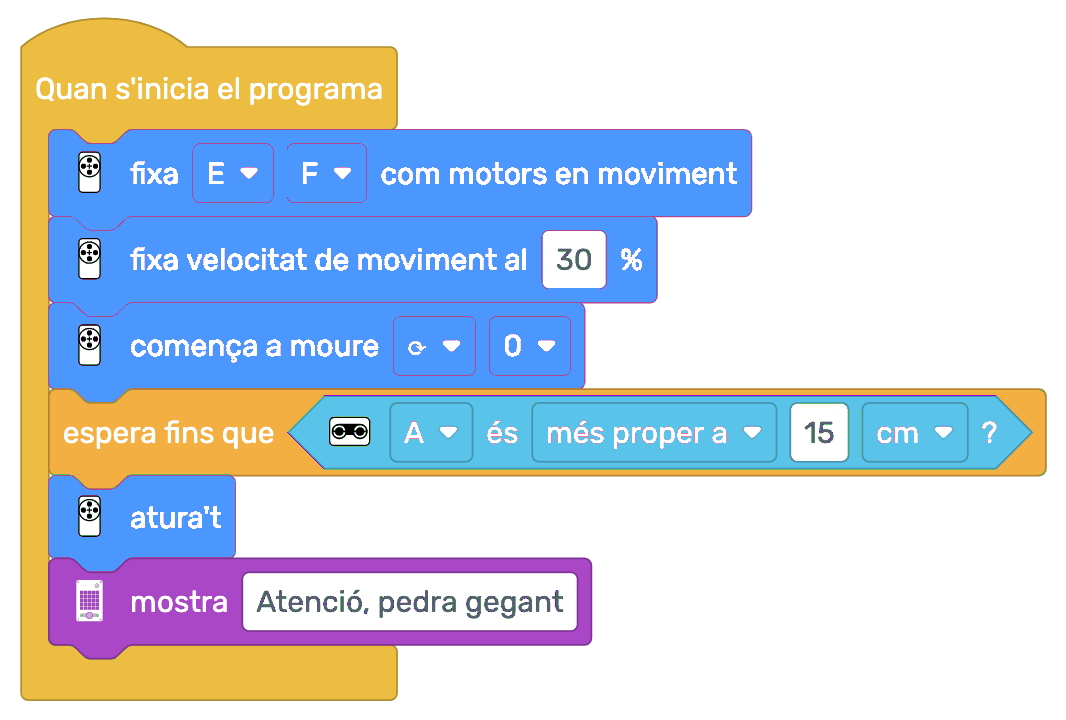 Quan s'inicia el programa
fixa E F com motors en moviment
fixa velocitat de moviment al 30 %
comença a moure ⟳ 0
espera fins que A és més proper a 15 cm ?
atura't
mostra Atenció, pedra gegant